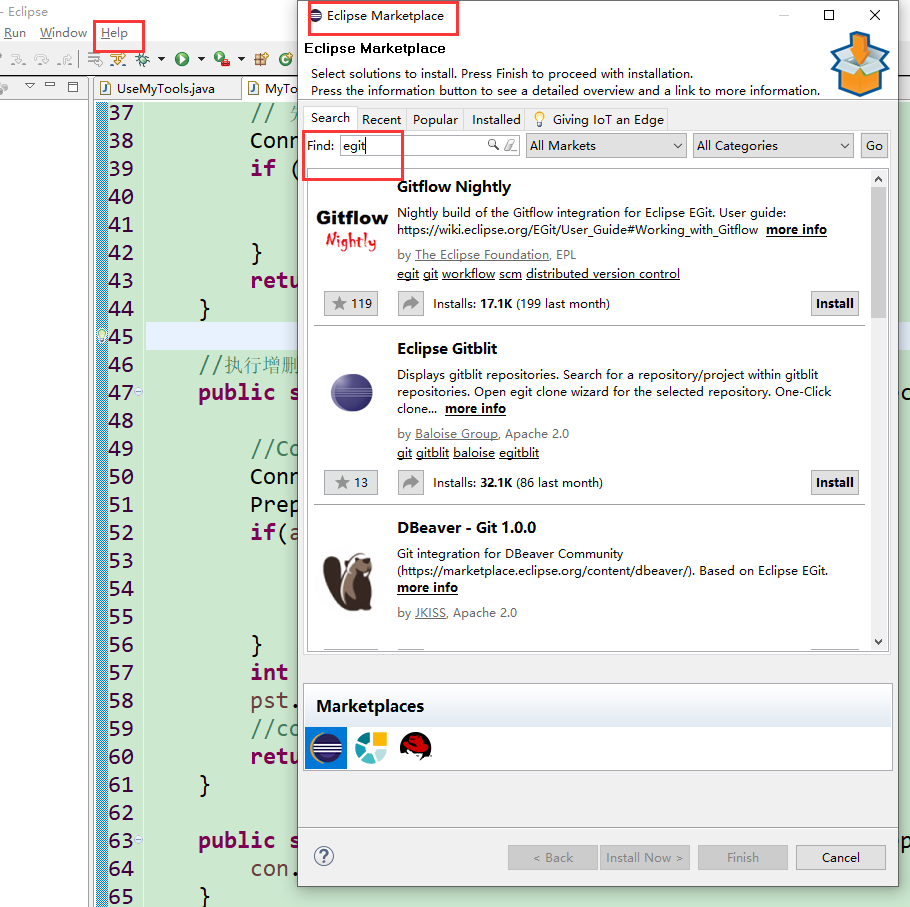 - Eclipse
Run Window Help
UseMyTools.java
MyTo
37 //
38 Conn
39 if (
40
41
42 }
43 retu
44 }
45
46 //执行增删
47 public s
48
49 //Co
50 Conn
51 Prep
52 if(a
53
54
55
56 }
57 int
58 pst.
59 //co
60 retu
61 }
62
63 public s
64 con.
65 }
Eclipse Marketplace
Eclipse Marketplace
Select solutions to install. Press Finish to proceed with installation.
Press the information button to see a detailed overview and a link to more information.
Search Recent Popular Installed Giving IoT an Edge
Find: egit All Markets All Categories Go
Gitflow Nightly
Gitflow
Nightly
Nightly build of the Gitflow integration for Eclipse EGit. User guide:
https://wiki.eclipse.org/EGit/User_Guide#Working_with_Gitflow more info
by The Eclipse Foundation, EPL
egit git workflow scm distributed version control
119 Installs: 17.1K (199 last month) Install
Eclipse Gitblit
Displays gitblit repositories. Search for a repository/project within gitblit
repositories. Open egit clone wizard for the selected repository. One-Click
clone... more info
by Baloise Group, Apache 2.0
git gitblit baloise egitblit
13 Installs: 32.1K (86 last month) Install
DBeaver - Git 1.0.0
Git integration for DBeaver Community
(https://marketplace.eclipse.org/content/dbeaver/). Based on Eclipse EGit.
more info
by JKISS, Apache 2.0
Marketplaces
? < Back Install Now > Finish Cancel